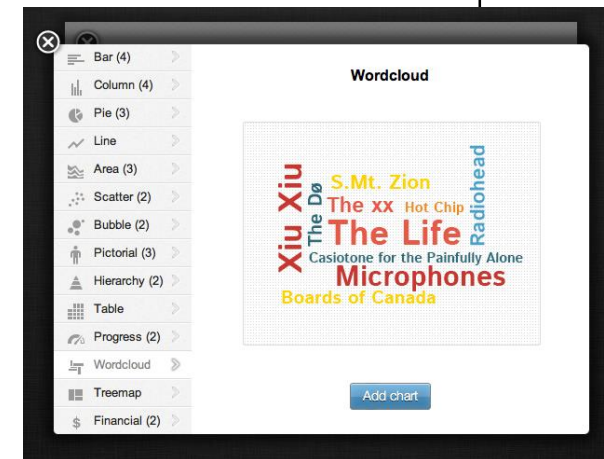 Bar (4)
Column (4)
Pie (3)
Line
Area (3)
Scatter (2)
Bubble (2)
Pictorial (3)
Hierarchy (2)
Table
Progress (2)
Wordcloud
Treemap
$ Financial (2)
Wordcloud
Xiu Xiu
The Dø
S.Mt. Zion
The xx
Hot Chip
Radiohead
The Life
Casiotone for the Painfully Alone
Microphones
Boards of Canada
Add chart